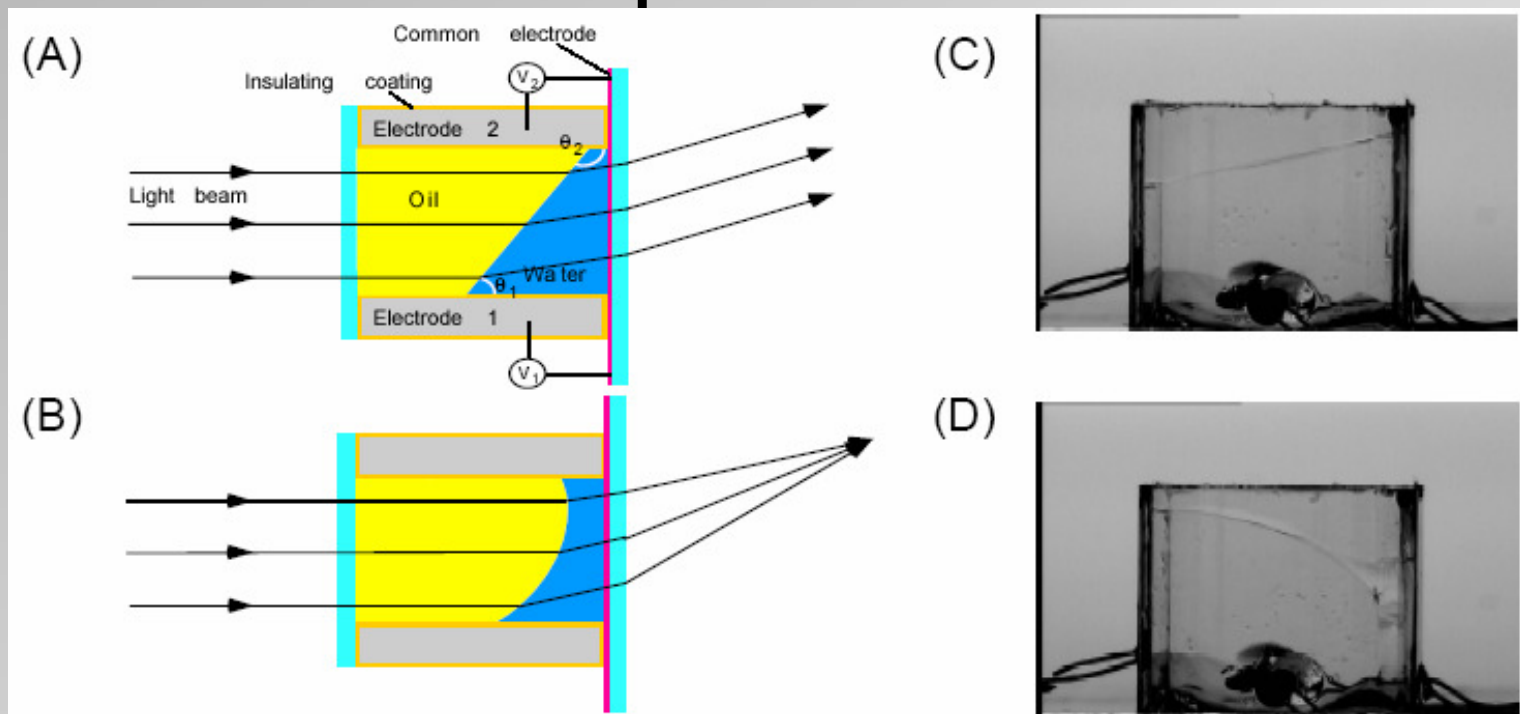 (A)
Common electrode
V2
Insulating coating
Electrode 2
θ2
Light beam
Oil
Water
θ1
Electrode 1
V1
(B)
(C)
(D)